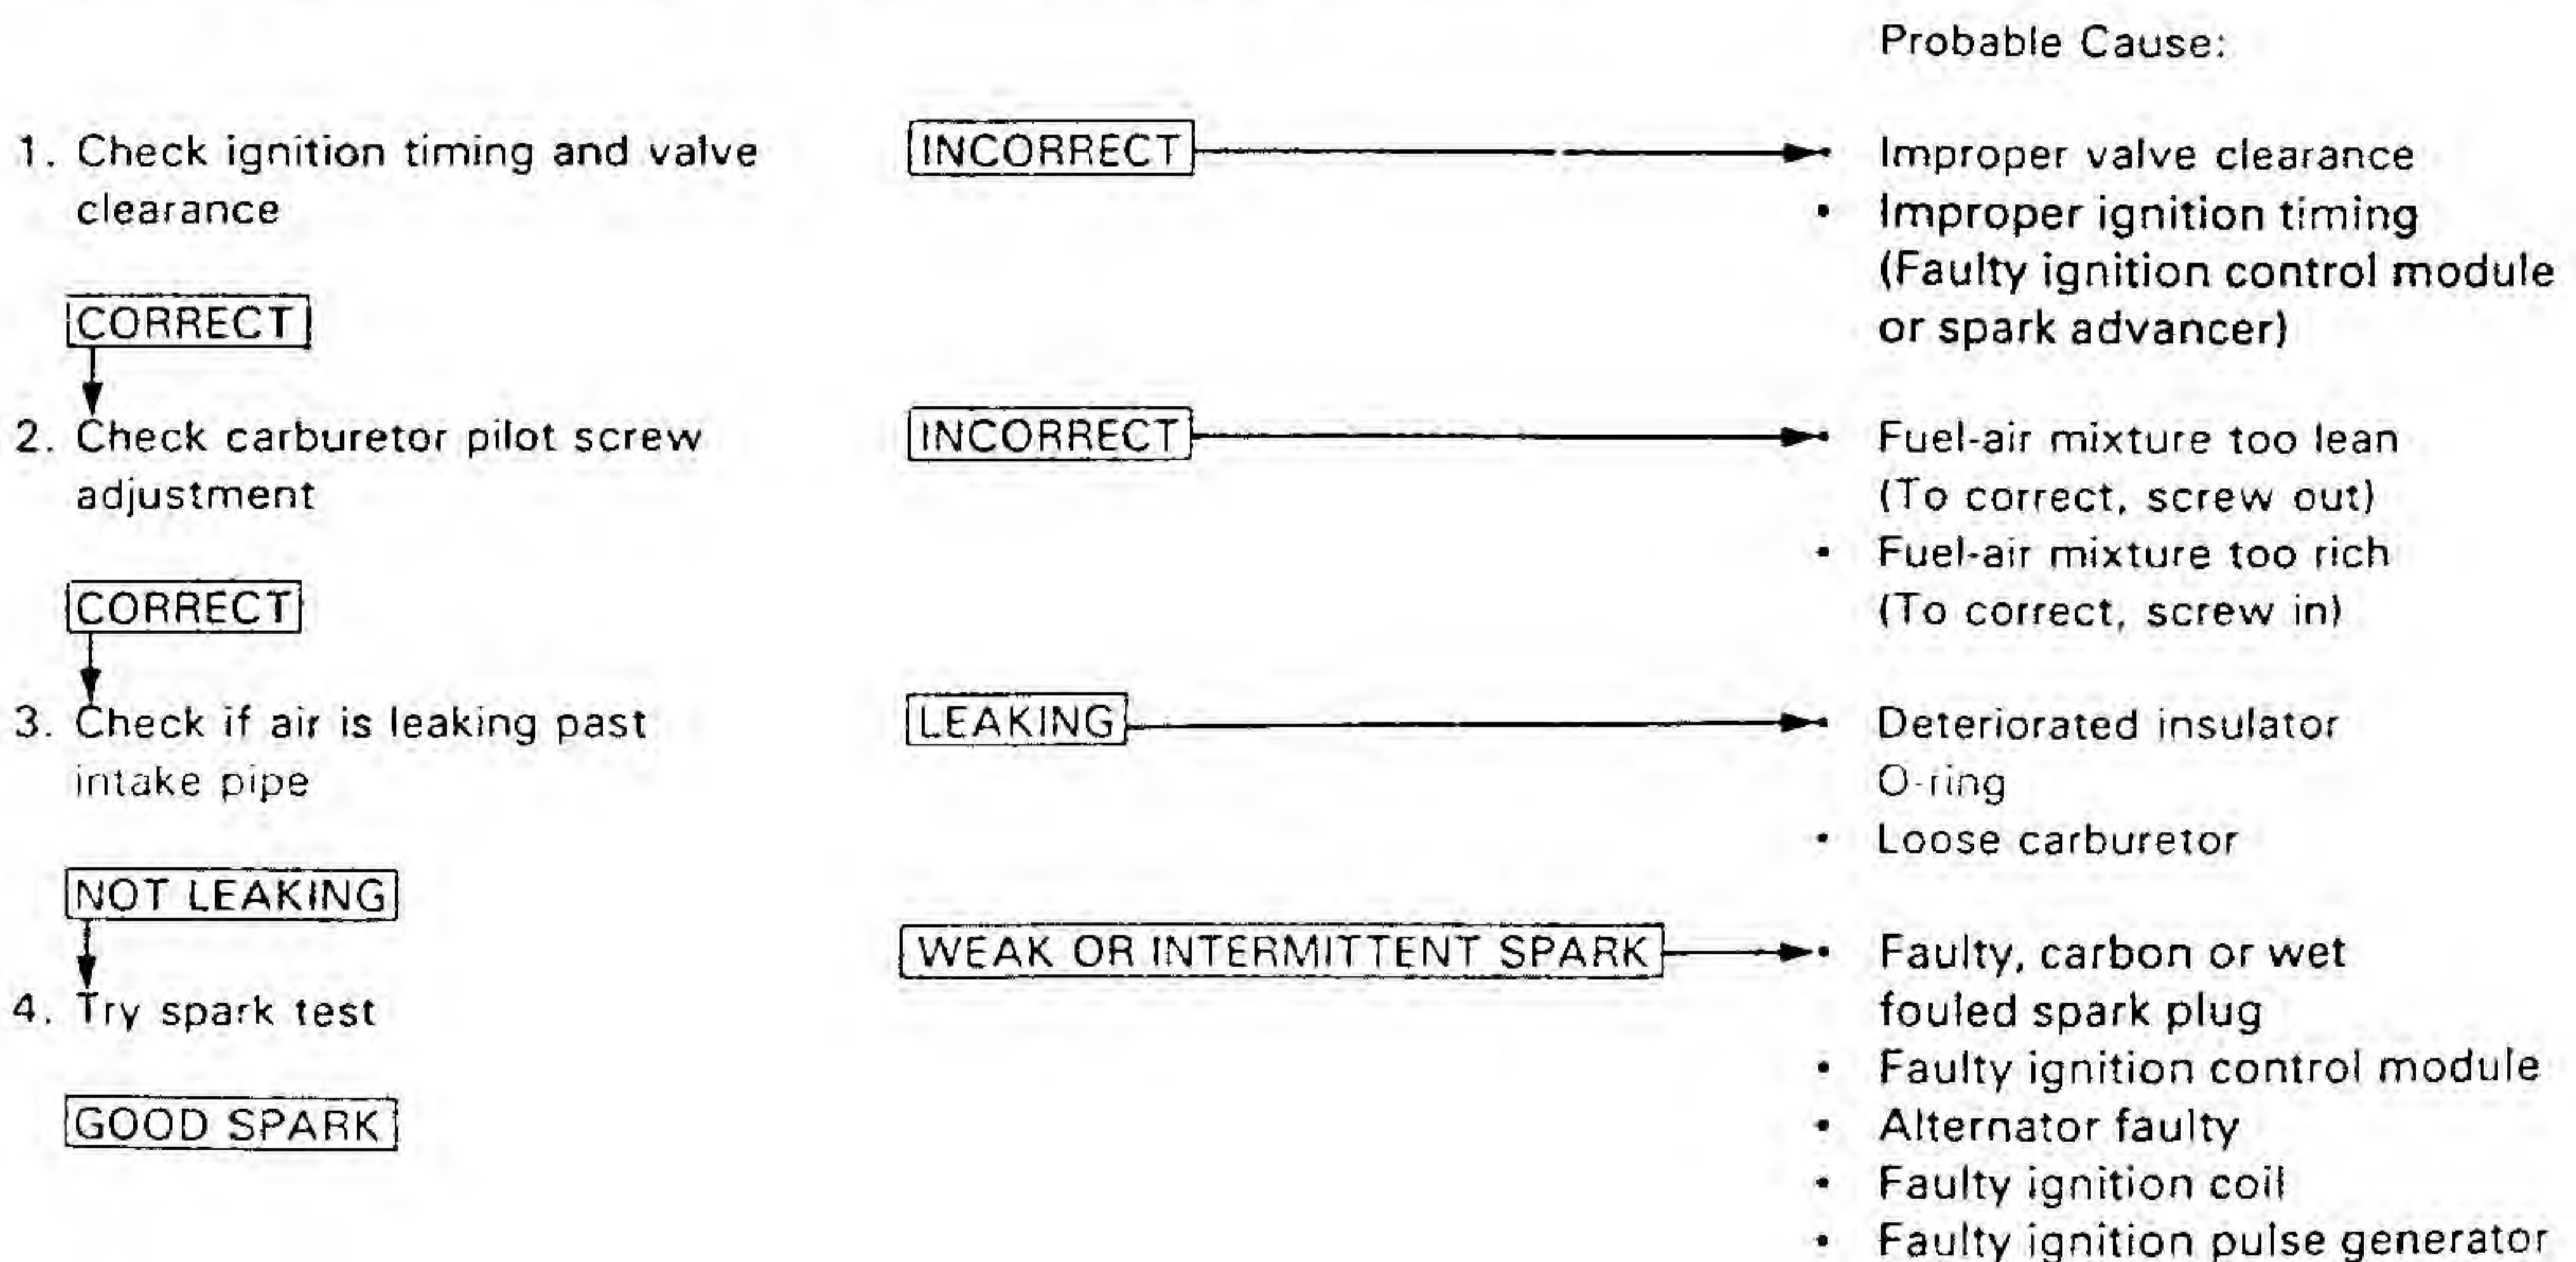 Probable Cause:
1. Check ignition timing and valve
clearance
INCORRECT
• Improper valve clearance
• Improper ignition timing
(Faulty ignition control module
or spark advancer)
CORRECT
2. Check carburetor pilot screw
adjustment
INCORRECT
• Fuel-air mixture too lean
(To correct, screw out)
• Fuel-air mixture too rich
(To correct, screw in)
CORRECT
3. Check if air is leaking past
intake pipe
LEAKING
• Deteriorated insulator
O-ring
• Loose carburetor
NOT LEAKING
4. Try spark test
WEAK OR INTERMITTENT SPARK
• Faulty, carbon or wet
fouled spark plug
• Faulty ignition control module
• Alternator faulty
• Faulty ignition coil
• Faulty ignition pulse generator
GOOD SPARK